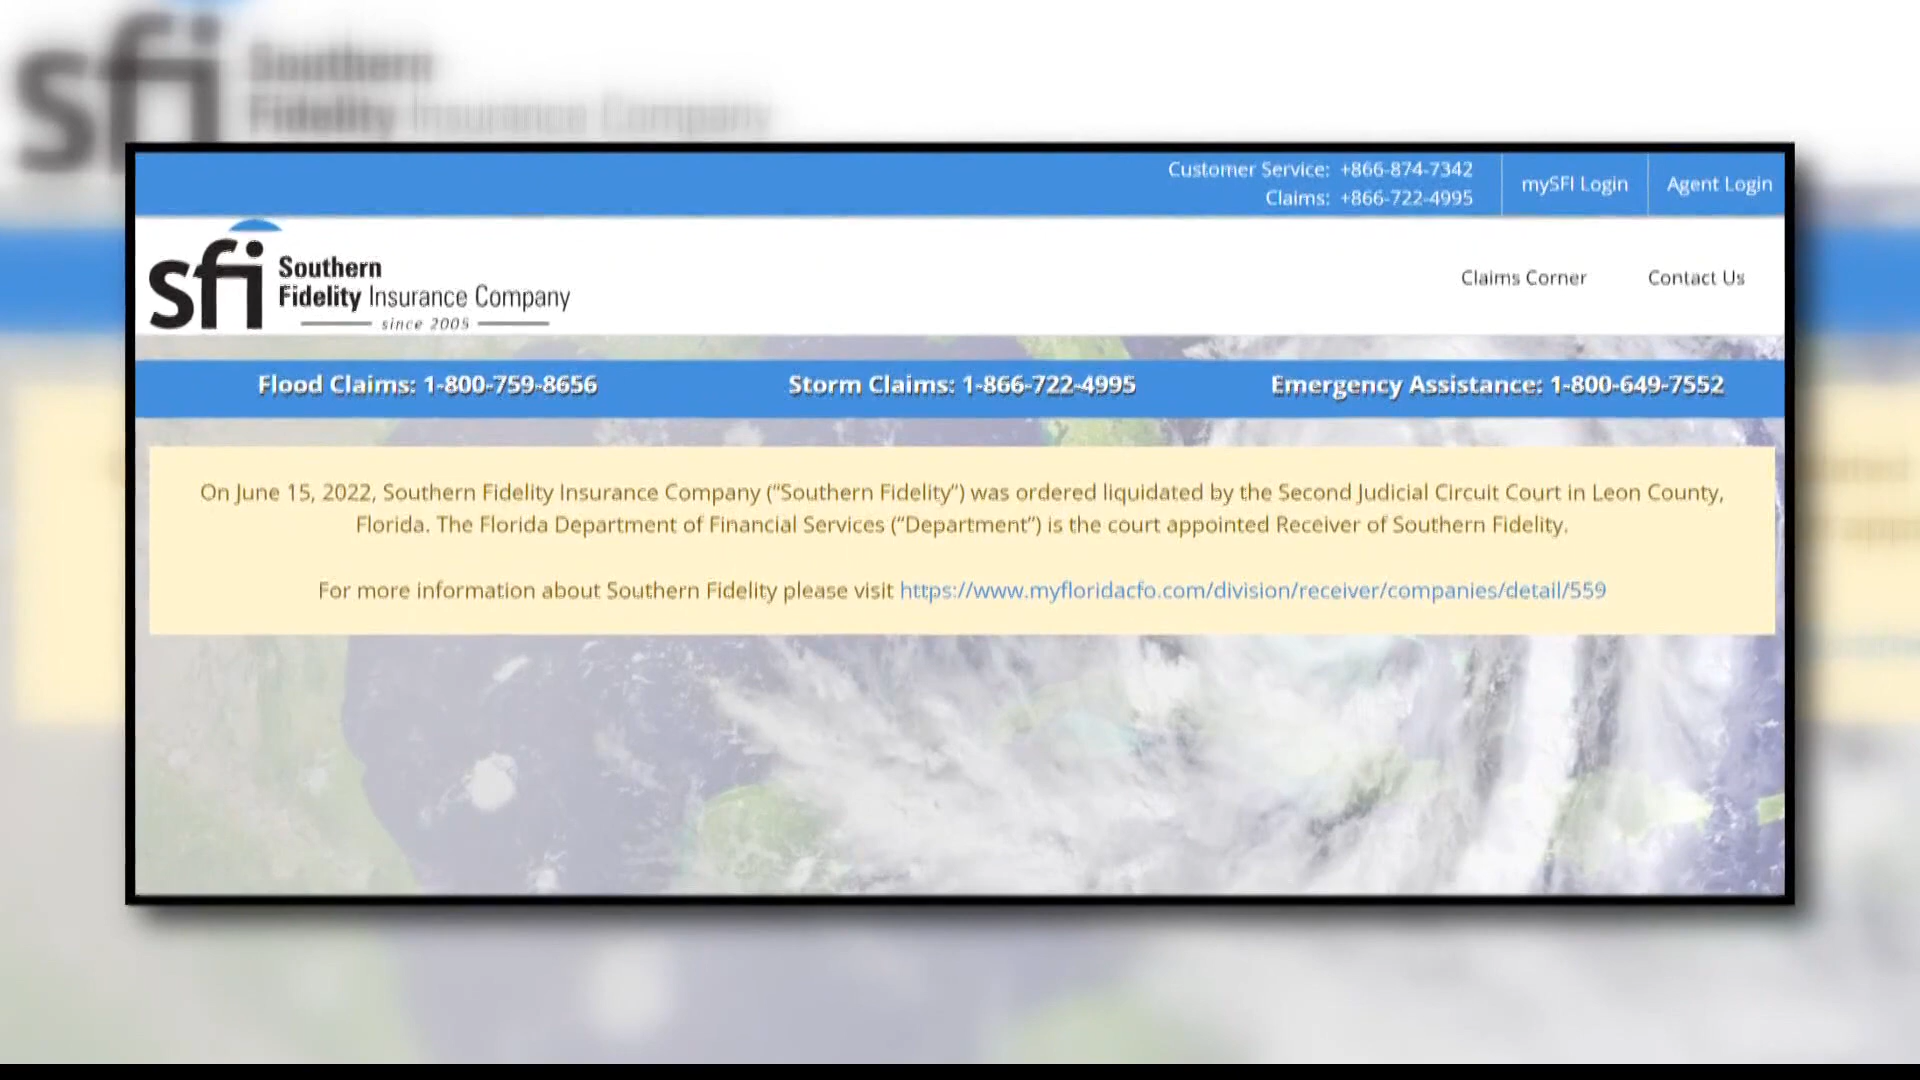 sfi Southern
Fidelity Insurance Company
Customer Service: +866-874-7342
Claims: +866-722-4995
mySFI Login
Agent Login
sfi Southern
Fidelity Insurance Company
since 2005
Claims Corner
Contact Us
Flood Claims: 1-800-759-8656
Storm Claims: 1-866-722-4995
Emergency Assistance: 1-800-649-7552
On June 15, 2022, Southern Fidelity Insurance Company (“Southern Fidelity”) was ordered liquidated by the Second Judicial Circuit Court in Leon County,
Florida. The Florida Department of Financial Services (“Department”) is the court appointed Receiver of Southern Fidelity.
For more information about Southern Fidelity please visit https://www.myfloridacfo.com/division/receiver/companies/detail/559